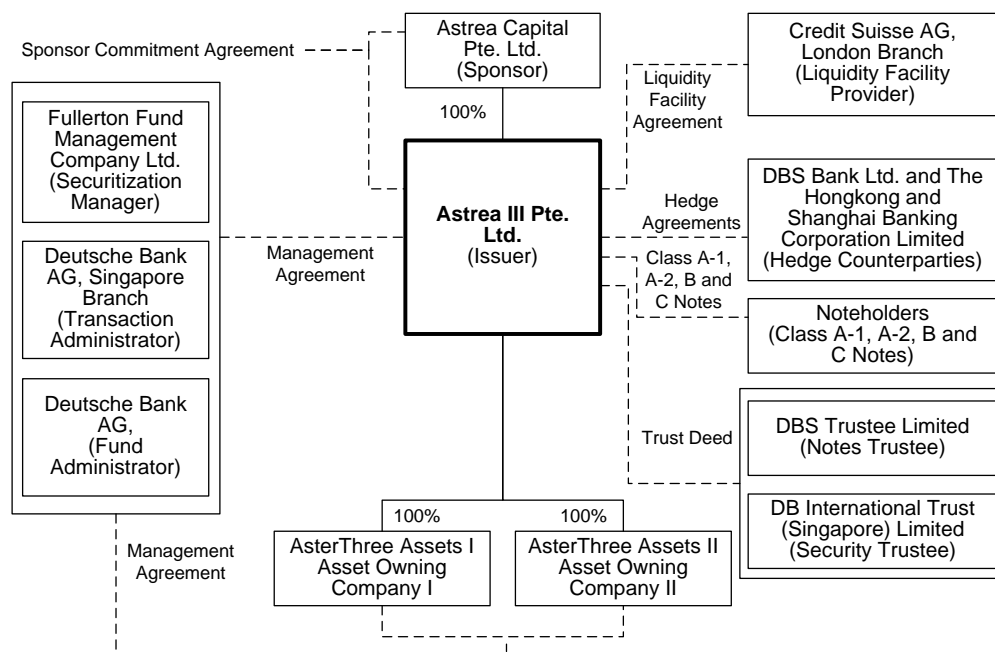 Astrea Capital
Pte. Ltd.
(Sponsor)
Sponsor Commitment Agreement
100%
Credit Suisse AG,
London Branch
(Liquidity Facility
Provider)
Liquidity
Facility
Agreement
Fullerton Fund
Management
Company Ltd.
(Securitization
Manager)
Deutsche Bank
AG, Singapore
Branch
(Transaction
Administrator)
Deutsche Bank
AG,
(Fund
Administrator)
Management
Agreement
Astrea III Pte.
Ltd.
(Issuer)
Hedge
Agreements
DBS Bank Ltd. and The
Hongkong and
Shanghai Banking
Corporation Limited
(Hedge Counterparties)
Class A-1,
A-2, B and
C Notes
Noteholders
(Class A-1, A-2, B and
C Notes)
Trust Deed
DBS Trustee Limited
(Notes Trustee)
DB International Trust
(Singapore) Limited
(Security Trustee)
100%
100%
Management
Agreement
AsterThree Assets I
Asset Owning
Company I
AsterThree Assets II
Asset Owning
Company II